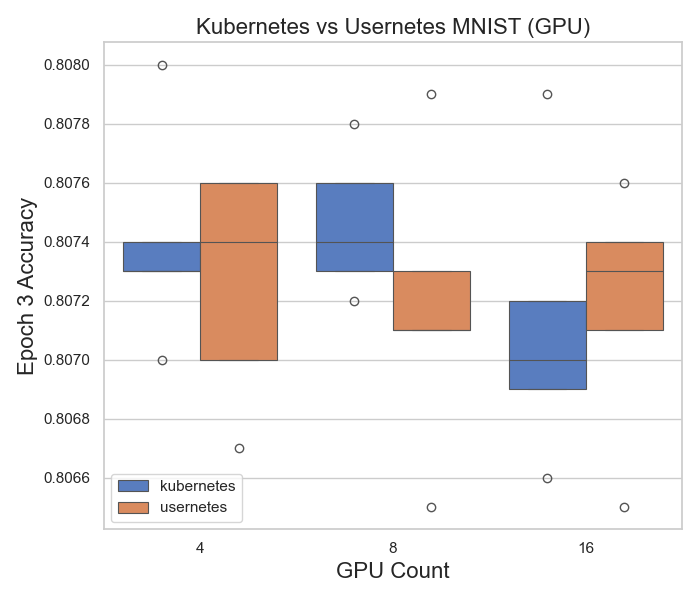 Kubernetes vs Usernetes MNIST (GPU)
Epoch 3 Accuracy
0.8080
0.8078
0.8076
0.8074
0.8072
0.8070
0.8068
0.8066
kubernetes
usernetes
4 8 16
GPU Count